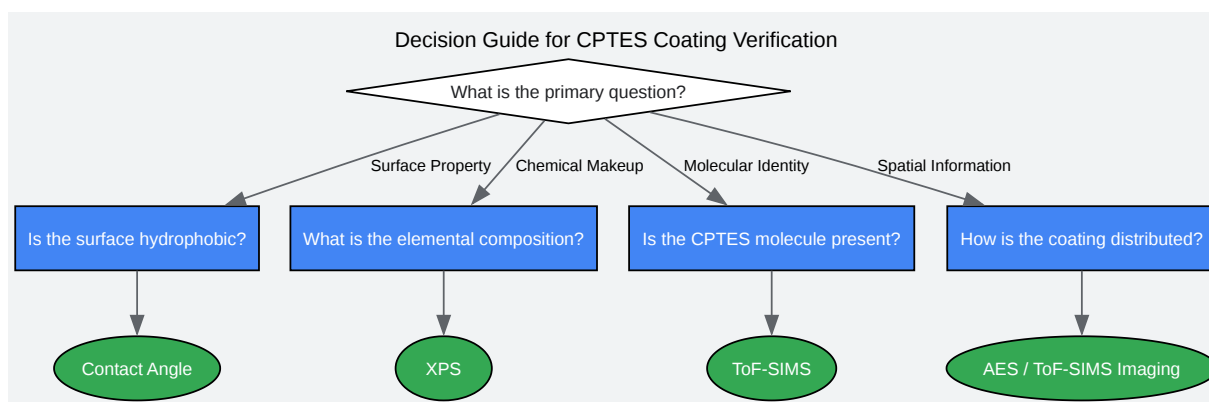 Decision Guide for CPTES Coating Verification
What is the primary question?
Surface Property
Chemical Makeup
Molecular Identity
Spatial Information
Is the surface hydrophobic?
What is the elemental composition?
Is the CPTES molecule present?
How is the coating distributed?
Contact Angle
XPS
ToF-SIMS
AES / ToF-SIMS Imaging